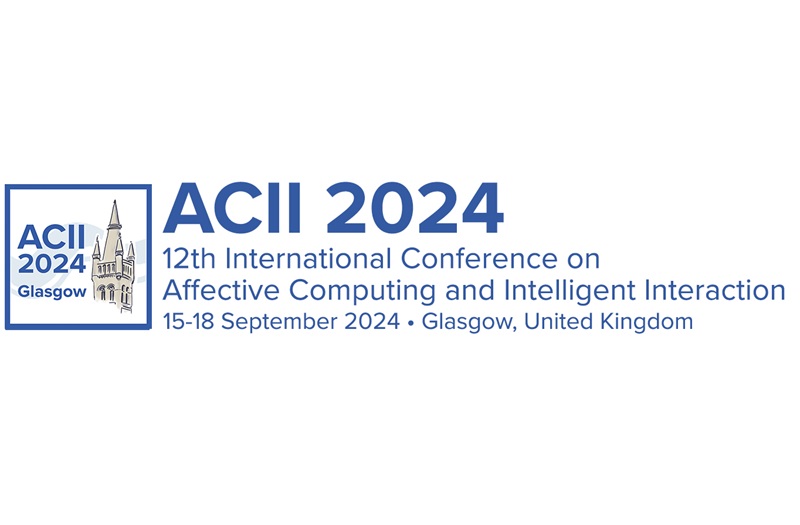 ACII
2024
Glasgow
ACII 2024
12th International Conference on
Affective Computing and Intelligent Interaction
15-18 September 2024 • Glasgow, United Kingdom